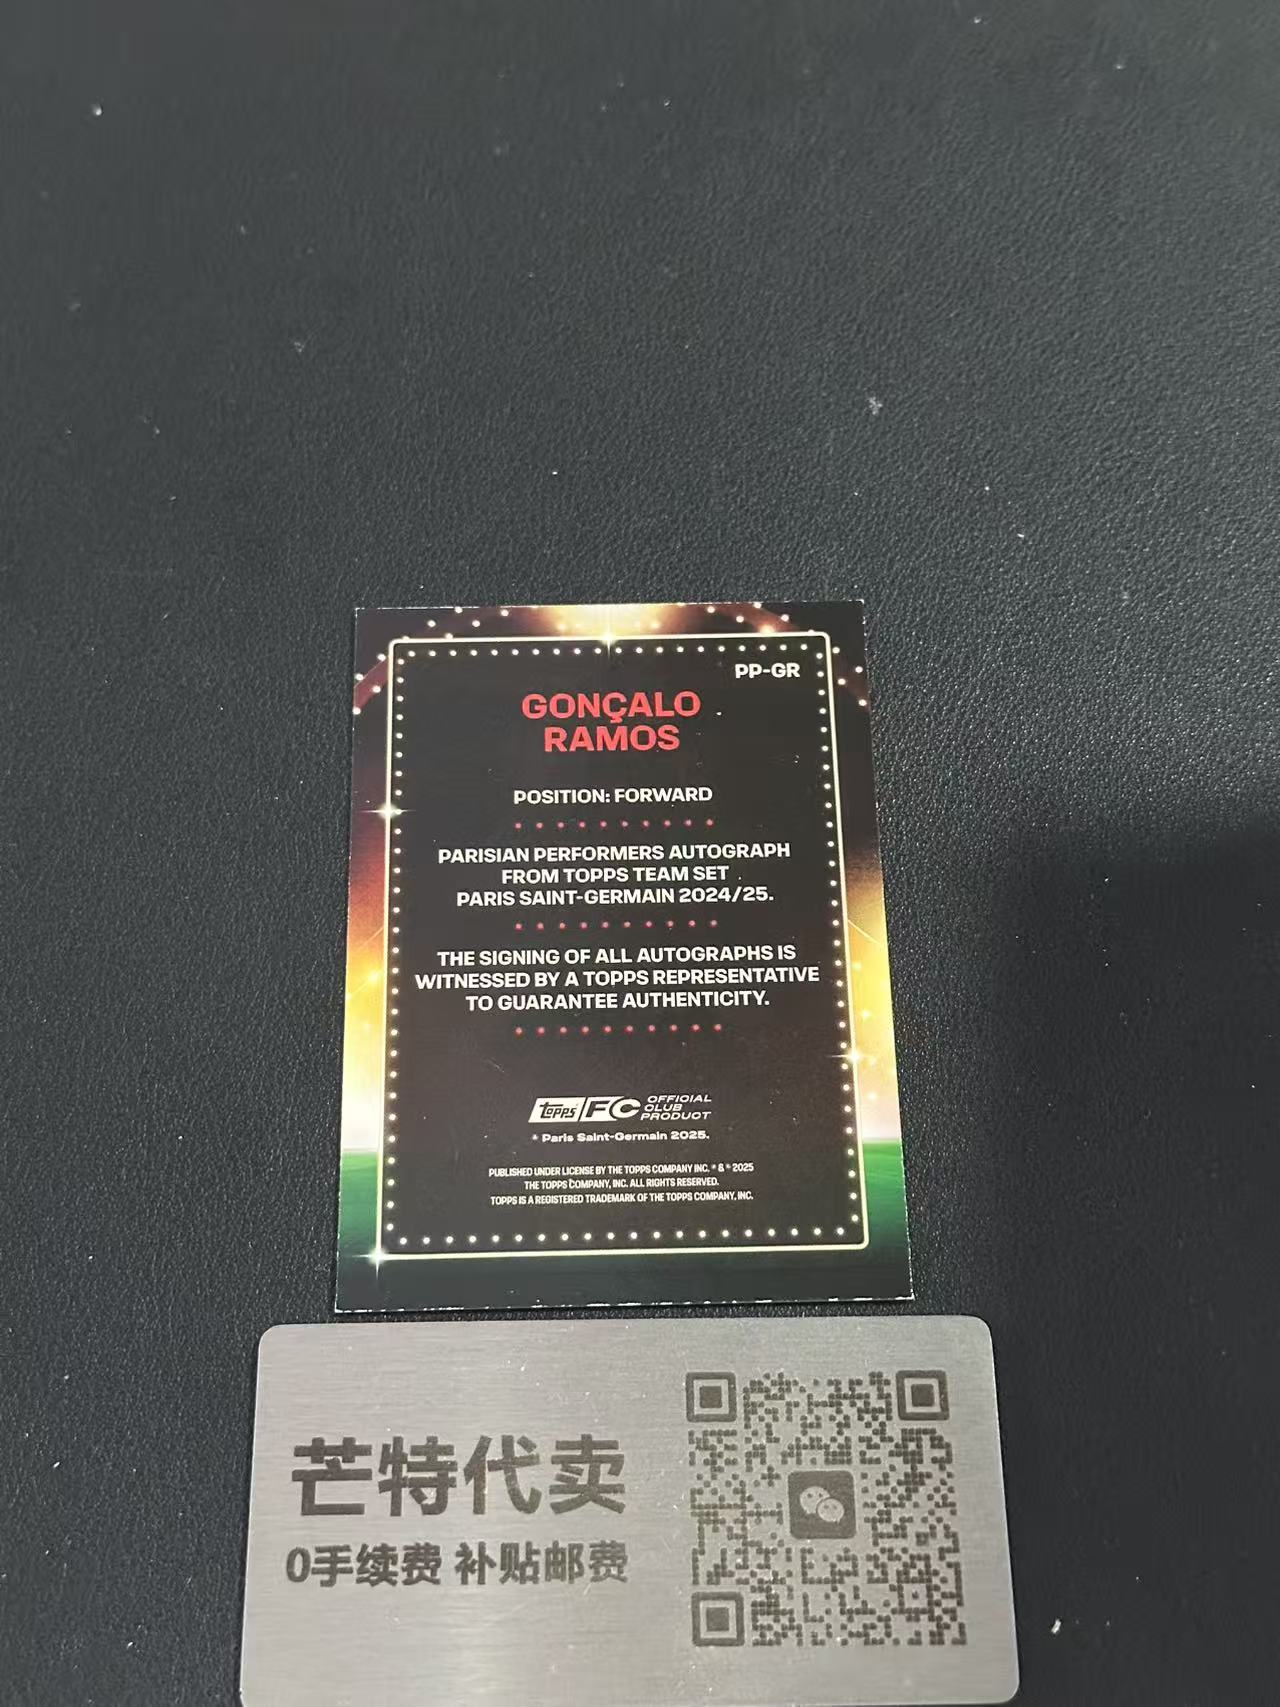 PP-GR
GONÇALO
RAMOS
POSITION: FORWARD
PARISIAN PERFORMERS AUTOGRAPH
FROM TOPPS TEAM SET
PARIS SAINT-GERMAIN 2024/25.
THE SIGNING OF ALL AUTOGRAPHS IS
WITNESSED BY A TOPPS REPRESENTATIVE
TO GUARANTEE AUTHENTICITY.
topps FC OFFICIAL
CLUB
PRODUCT
* Paris Saint-Germain 2025.
PUBLISHED UNDER LICENSE BY THE TOPPS COMPANY INC. * & * 2025
THE TOPPS COMPANY, INC. ALL RIGHTS RESERVED.
TOPPS IS A REGISTERED TRADEMARK OF THE TOPPS COMPANY, INC.
芒特代卖
0手续费 补贴邮费